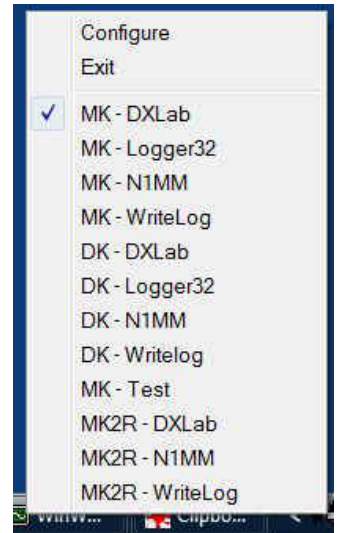 Configure
Exit
MK - DXLab
MK - Logger32
MK - N1MM
MK - WriteLog
DK - DXLab
DK - Logger32
DK - N1MM
DK - Writelog
MK - Test
MK2R - DXLab
MK2R - N1MM
MK2R - WriteLog